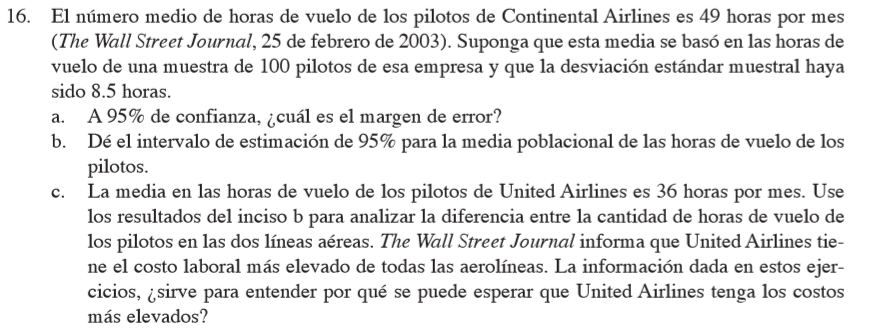 16. El número medio de horas de vuelo de los pilotos de Continental Airlines es 49 horas por mes
(The Wall Street Journal, 25 de febrero de 2003). Suponga que esta media se basó en las horas de
vuelo de una muestra de 100 pilotos de esa empresa y que la desviación estándar muestral haya
sido 8.5 horas.
a. A 95% de confianza, ¿cuál es el margen de error?
b. Dé el intervalo de estimación de 95% para la media poblacional de las horas de vuelo de los
pilotos.
c. La media en las horas de vuelo de los pilotos de United Airlines es 36 horas por mes. Use
los resultados del inciso b para analizar la diferencia entre la cantidad de horas de vuelo de
los pilotos en las dos líneas aéreas. The Wall Street Journal informa que United Airlines tie-
ne el costo laboral más elevado de todas las aerolíneas. La información dada en estos ejer-
cicios, ¿sirve para entender por qué se puede esperar que United Airlines tenga los costos
más elevados?